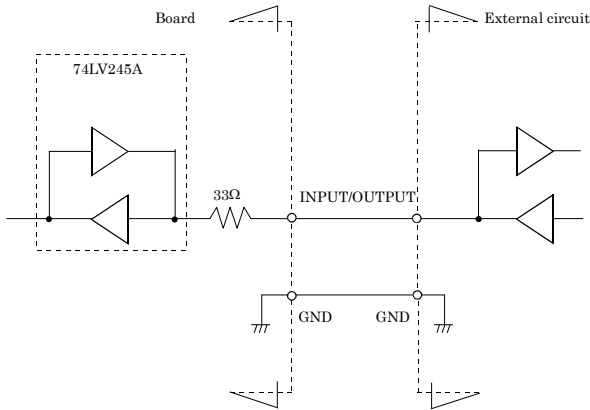 Board
External circuit
74LV245A
33Ω
INPUT/OUTPUT
GND
GND